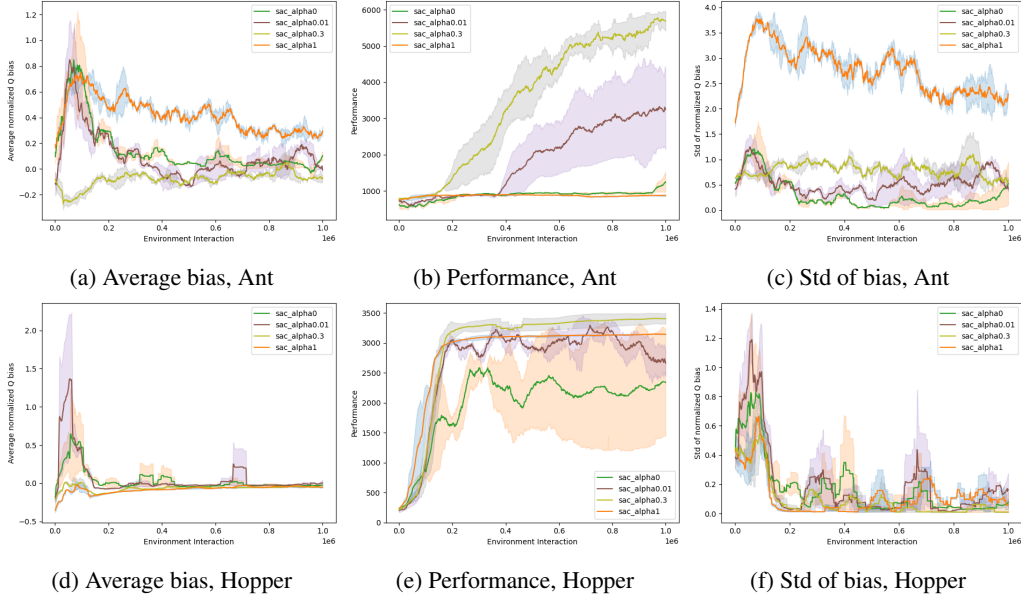 sac_alpha0
sac_alpha0.01
sac_alpha0.3
sac_alpha1
Average normalized Q bias
1.2
1.0
0.8
0.6
0.4
0.2
0.0
−0.2
0.0 0.2 0.4 0.6 0.8 1.0
Environment Interaction
1e6
(a) Average bias, Ant
sac_alpha0
sac_alpha0.01
sac_alpha0.3
sac_alpha1
Performance
6000
5000
4000
3000
2000
1000
0.0 0.2 0.4 0.6 0.8 1.0
Environment Interaction
1e6
(b) Performance, Ant
sac_alpha0
sac_alpha0.01
sac_alpha0.3
sac_alpha1
Std of normalized Q bias
4.0
3.5
3.0
2.5
2.0
1.5
1.0
0.5
0.0
0.0 0.2 0.4 0.6 0.8 1.0
Environment Interaction
1e6
(c) Std of bias, Ant
sac_alpha0
sac_alpha0.01
sac_alpha0.3
sac_alpha1
Average normalized Q bias
2.0
1.5
1.0
0.5
0.0
−0.5
0.0 0.2 0.4 0.6 0.8 1.0
Environment Interaction
1e6
(d) Average bias, Hopper
Performance
3500
3000
2500
2000
1500
1000
500
0
sac_alpha0
sac_alpha0.01
sac_alpha0.3
sac_alpha1
0.0 0.2 0.4 0.6 0.8 1.0
Environment Interaction
1e6
(e) Performance, Hopper
sac_alpha0
sac_alpha0.01
sac_alpha0.3
sac_alpha1
Std of normalized Q bias
1.4
1.2
1.0
0.8
0.6
0.4
0.2
0.0
0.0 0.2 0.4 0.6 0.8 1.0
Environment Interaction
1e6
(f) Std of bias, Hopper